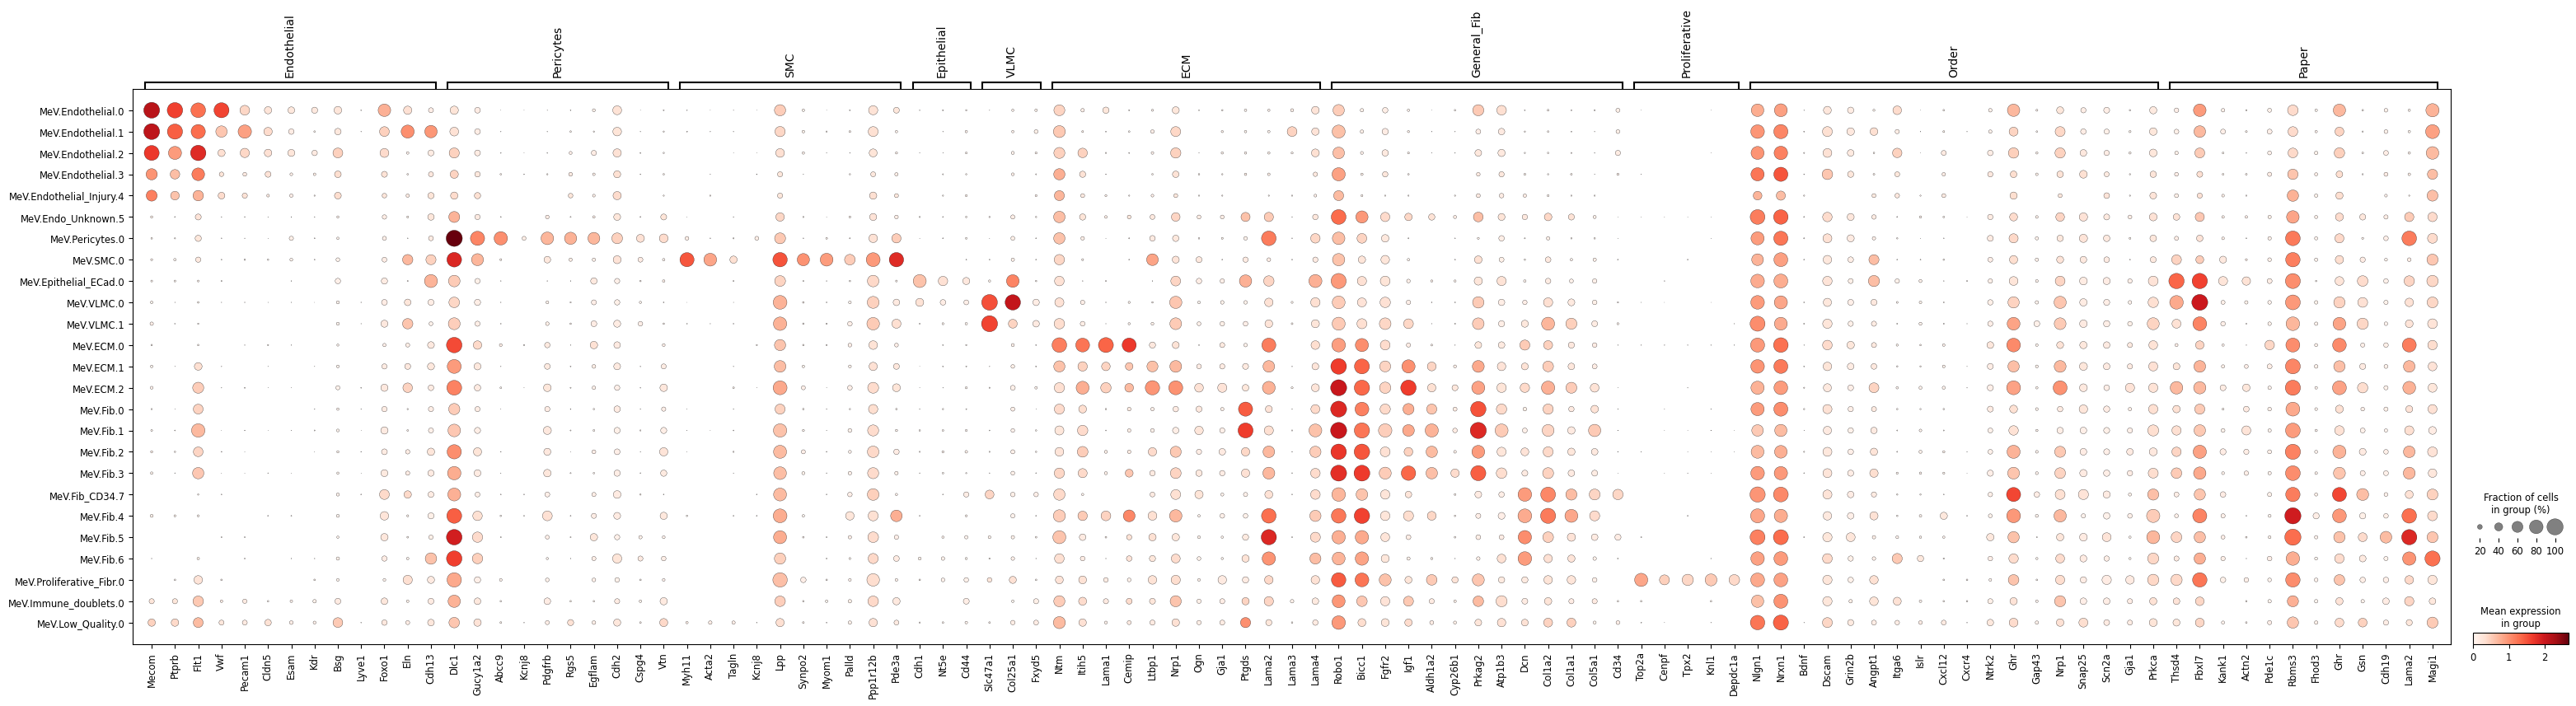 Endothelial
Pericytes
SMC
Epithelial
VLMC
ECM
General_Fib
Proliferative
Order
Paper
MeV.Endothelial.0
MeV.Endothelial.1
MeV.Endothelial.2
MeV.Endothelial.3
MeV.Endothelial_Injury.4
MeV.Endo_Unknown.5
MeV.Pericytes.0
MeV.SMC.0
MeV.Epithelial_ECad.0
MeV.VLMC.0
MeV.VLMC.1
MeV.ECM.0
MeV.ECM.1
MeV.ECM.2
MeV.Fib.0
MeV.Fib.1
MeV.Fib.2
MeV.Fib.3
MeV.Fib_CD34.7
MeV.Fib.4
MeV.Fib.5
MeV.Fib.6
MeV.Proliferative_Fibr.0
MeV.Immune_doublets.0
MeV.Low_Quality.0
Mecom
Ptprb
Flt1
Vwf
Pecam1
Cldn5
Esam
Kdr
Bsg
Lyve1
Foxo1
Eln
Cdh13
Dlc1
Gucy1a2
Abcc9
Kcnj8
Pdgfrb
Rgs5
Egflam
Cdh2
Cspg4
Vtn
Myh11
Acta2
Tagln
Kcnj8
Lpp
Synpo2
Myom1
Palld
Ppp1r12b
Pde3a
Cdh1
Nt5e
Cd44
Slc47a1
Col25a1
Fxyd5
Ntm
Itih5
Lama1
Cemip
Ltbp1
Nrp1
Ogn
Gja1
Ptgds
Lama2
Lama3
Lama4
Robo1
Bicc1
Fgfr2
Igf1
Aldh1a2
Cyp26b1
Prkag2
Atp1b3
Dcn
Col1a2
Col1a1
Col5a1
Cd34
Top2a
Cenpf
Tpx2
Knl1
Depdc1a
Nlgn1
Nrxn1
Bdnf
Dscam
Grin2b
Angpt1
Itga6
Islr
Cxcl12
Cxcr4
Ntrk2
Ghr
Gap43
Nrp1
Snap25
Scn2a
Gja1
Prkca
Thsd4
Fbxl7
Kank1
Actn2
Pde1c
Rbms3
Fhod3
Ghr
Gsn
Cdh19
Lama2
Magi1
Fraction of cells
in group (%)
20 40 60 80 100
Mean expression
in group
0 1 2